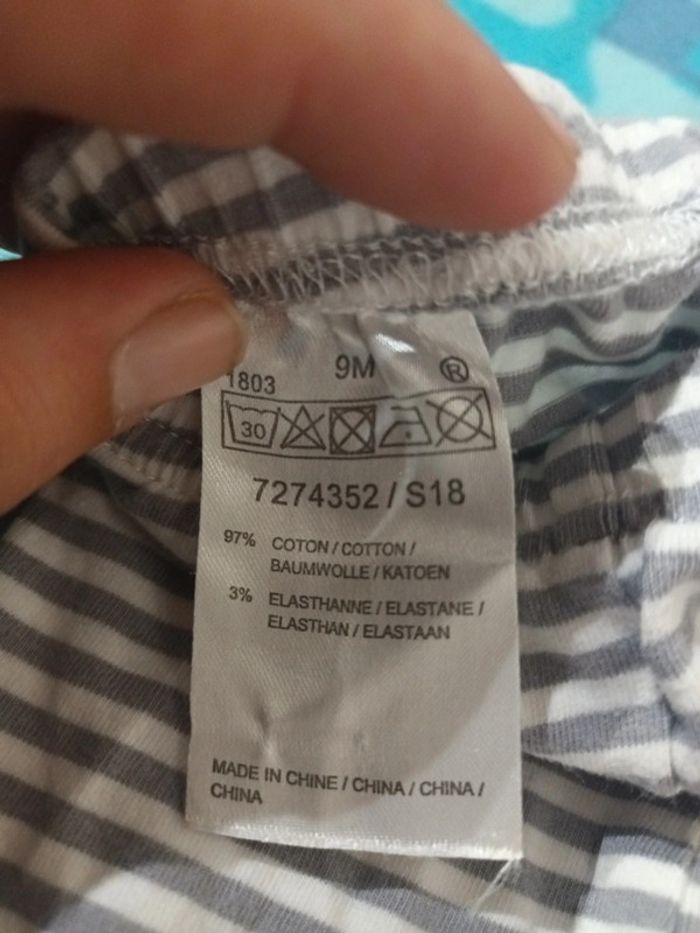 1803 9M ®
30
7274352 / S18
97% COTON / COTTON /
BAUMWOLLE / KATOEN
3% ELASTHANNE / ELASTANE /
ELASTHAN / ELASTAAN
MADE IN CHINE / CHINA / CHINA /
CHINA